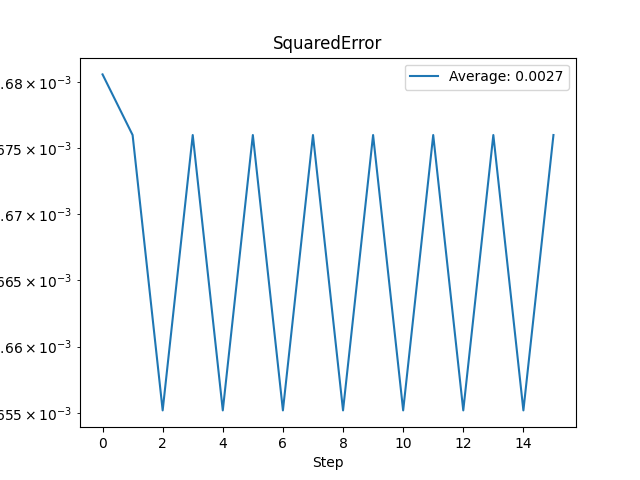 SquaredError
Average: 0.0027
.68 × 10⁻³
675 × 10⁻³
.67 × 10⁻³
665 × 10⁻³
.66 × 10⁻³
655 × 10⁻³
0 2 4 6 8 10 12 14
Step